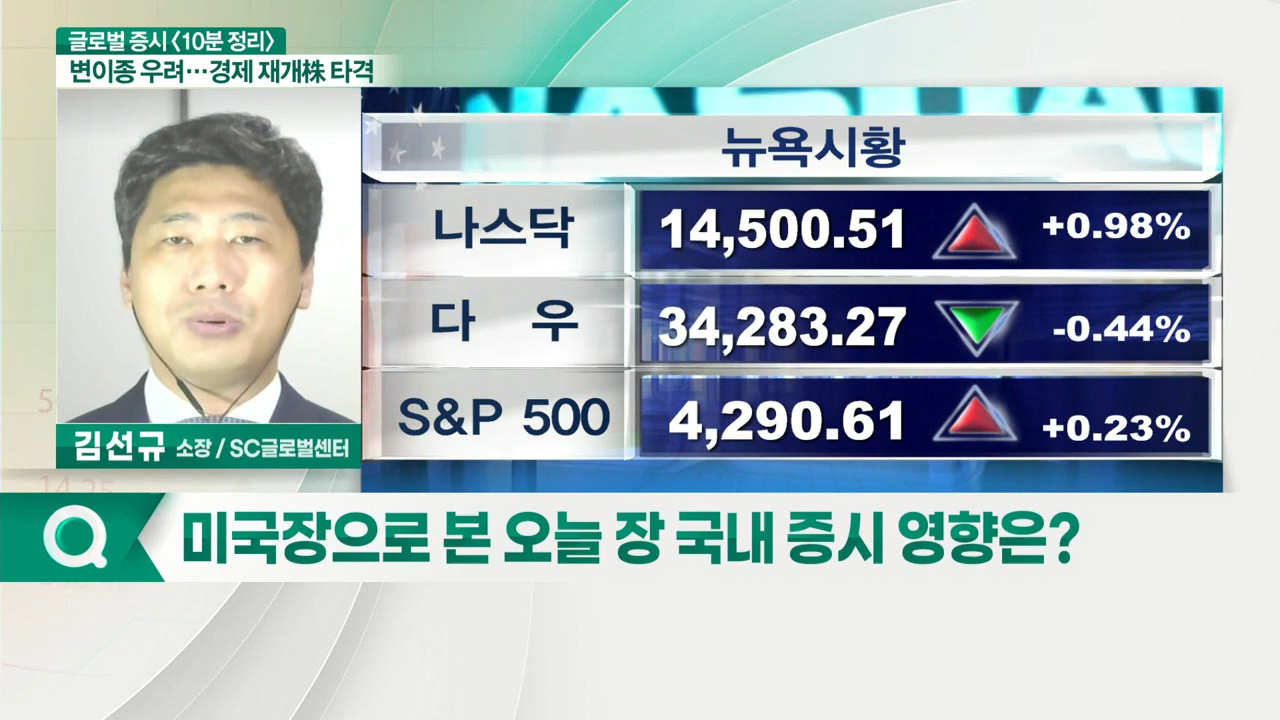 글로벌 증시 <10분 정리>
변이종 우려…경제 재개株 타격
NASDAQ
뉴욕시황
나스닥 14,500.51 +0.98%
다 우 34,283.27 -0.44%
S&P 500 4,290.61 +0.23%
김선규 소장 / SC글로벌센터
미국장으로 본 오늘 장 국내 증시 영향은?